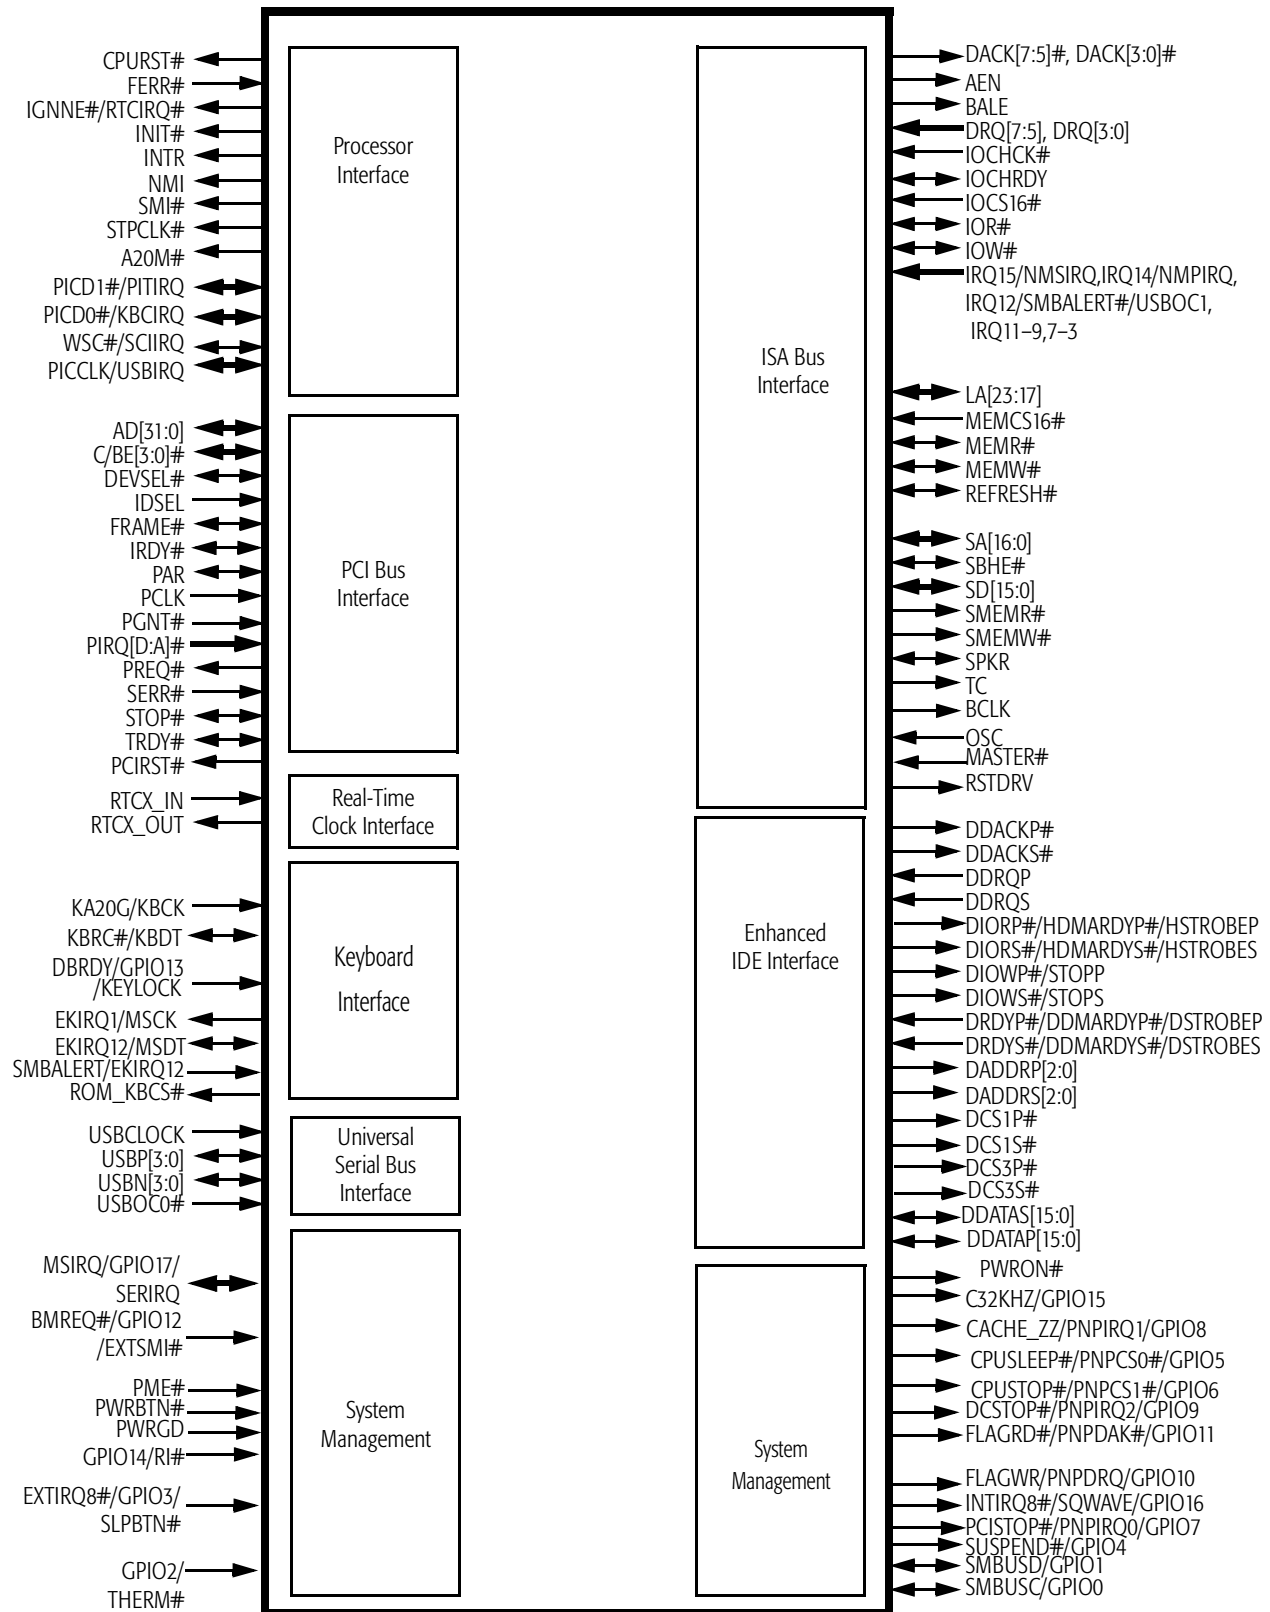 CPURST#
FERR#
IGNNE#/RTCIRQ#
INIT#
INTR
NMI
SMI#
STPCLK#
A20M#
PICD1#/PITIRQ
PICD0#/KBCIRQ
WSC#/SCIIRQ
PICCLK/USBIRQ
Processor
Interface
AD[31:0]
C/BE[3:0]#
DEVSEL#
IDSEL
FRAME#
IRDY#
PAR
PCLK
PGNT#
PIRQ[D:A]#
PREQ#
SERR#
STOP#
TRDY#
PCIRST#
PCI Bus
Interface
RTCX_IN
RTCX_OUT
Real-Time
Clock Interface
KA20G/KBCK
KBRC#/KBDT
DBRDY/GPIO13
/KEYLOCK
EKIRQ1/MSCK
EKIRQ12/MSDT
SMBALERT/EKIRQ12
ROM_KBCS#
Keyboard
Interface
USBCLOCK
USBP[3:0]
USBN[3:0]
USBOC0#
Universal
Serial Bus
Interface
MSIRQ/GPIO17/
SERIRQ
BMREQ#/GPIO12
/EXTSMI#
PME#
PWRBTN#
PWRGD
GPIO14/RI#
EXTIRQ8#/GPIO3/
SLPBTN#
GPIO2/
THERM#
System
Management
DACK[7:5]#, DACK[3:0]#
AEN
BALE
DRQ[7:5], DRQ[3:0]
IOCHCK#
IOCHRDY
IOCS16#
IOR#
IOW#
IRQ15/NMSIRQ,IRQ14/NMPIRQ,
IRQ12/SMBALERT#/USBOC1,
IRQ11–9,7–3
LA[23:17]
MEMCS16#
MEMR#
MEMW#
REFRESH#
SA[16:0]
SBHE#
SD[15:0]
SMEMR#
SMEMW#
SPKR
TC
BCLK
OSC
MASTER#
RSTDRV
ISA Bus
Interface
DDACKP#
DDACKS#
DDRQP
DDRQS
DIORP#/HDMARDYP#/HSTROBEP
DIORS#/HDMARDYS#/HSTROBES
DIOWP#/STOPP
DIOWS#/STOPS
DRDYP#/DDMARDYP#/DSTROBEP
DRDYS#/DDMARDYS#/DSTROBES
DADDRP[2:0]
DADDRS[2:0]
DCS1P#
DCS1S#
DCS3P#
DCS3S#
DDATAS[15:0]
DDATAP[15:0]
Enhanced
IDE Interface
PWRON#
C32KHZ/GPIO15
CACHE_ZZ/PNPIRQ1/GPIO8
CPUSLEEP#/PNPCS0#/GPIO5
CPUSTOP#/PNPCS1#/GPIO6
DCSTOP#/PNPIRQ2/GPIO9
FLAGRD#/PNPDAK#/GPIO11
FLAGWR/PNPDRQ/GPIO10
INTIRQ8#/SQWAVE/GPIO16
PCISTOP#/PNPIRQ0/GPIO7
SUSPEND#/GPIO4
SMBUSD/GPIO1
SMBUSC/GPIO0
System
Management